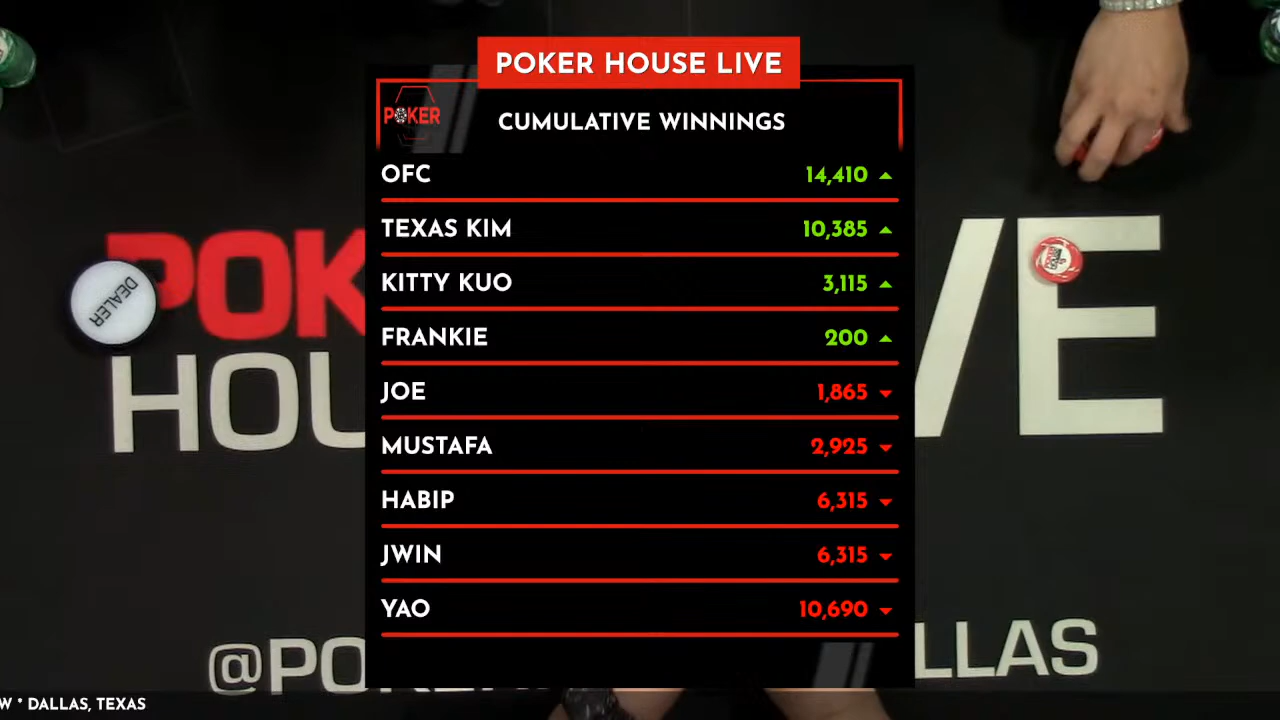 POKER HOUSE LIVE
POKER
CUMULATIVE WINNINGS
OFC 14,410
TEXAS KIM 10,385
KITTY KUO 3,115
FRANKIE 200
JOE 1,865
MUSTAFA 2,925
HABIP 6,315
JWIN 6,315
YAO 10,690
DEALER
POK
HOU VE
@PO LLAS
W * DALLAS, TEXAS